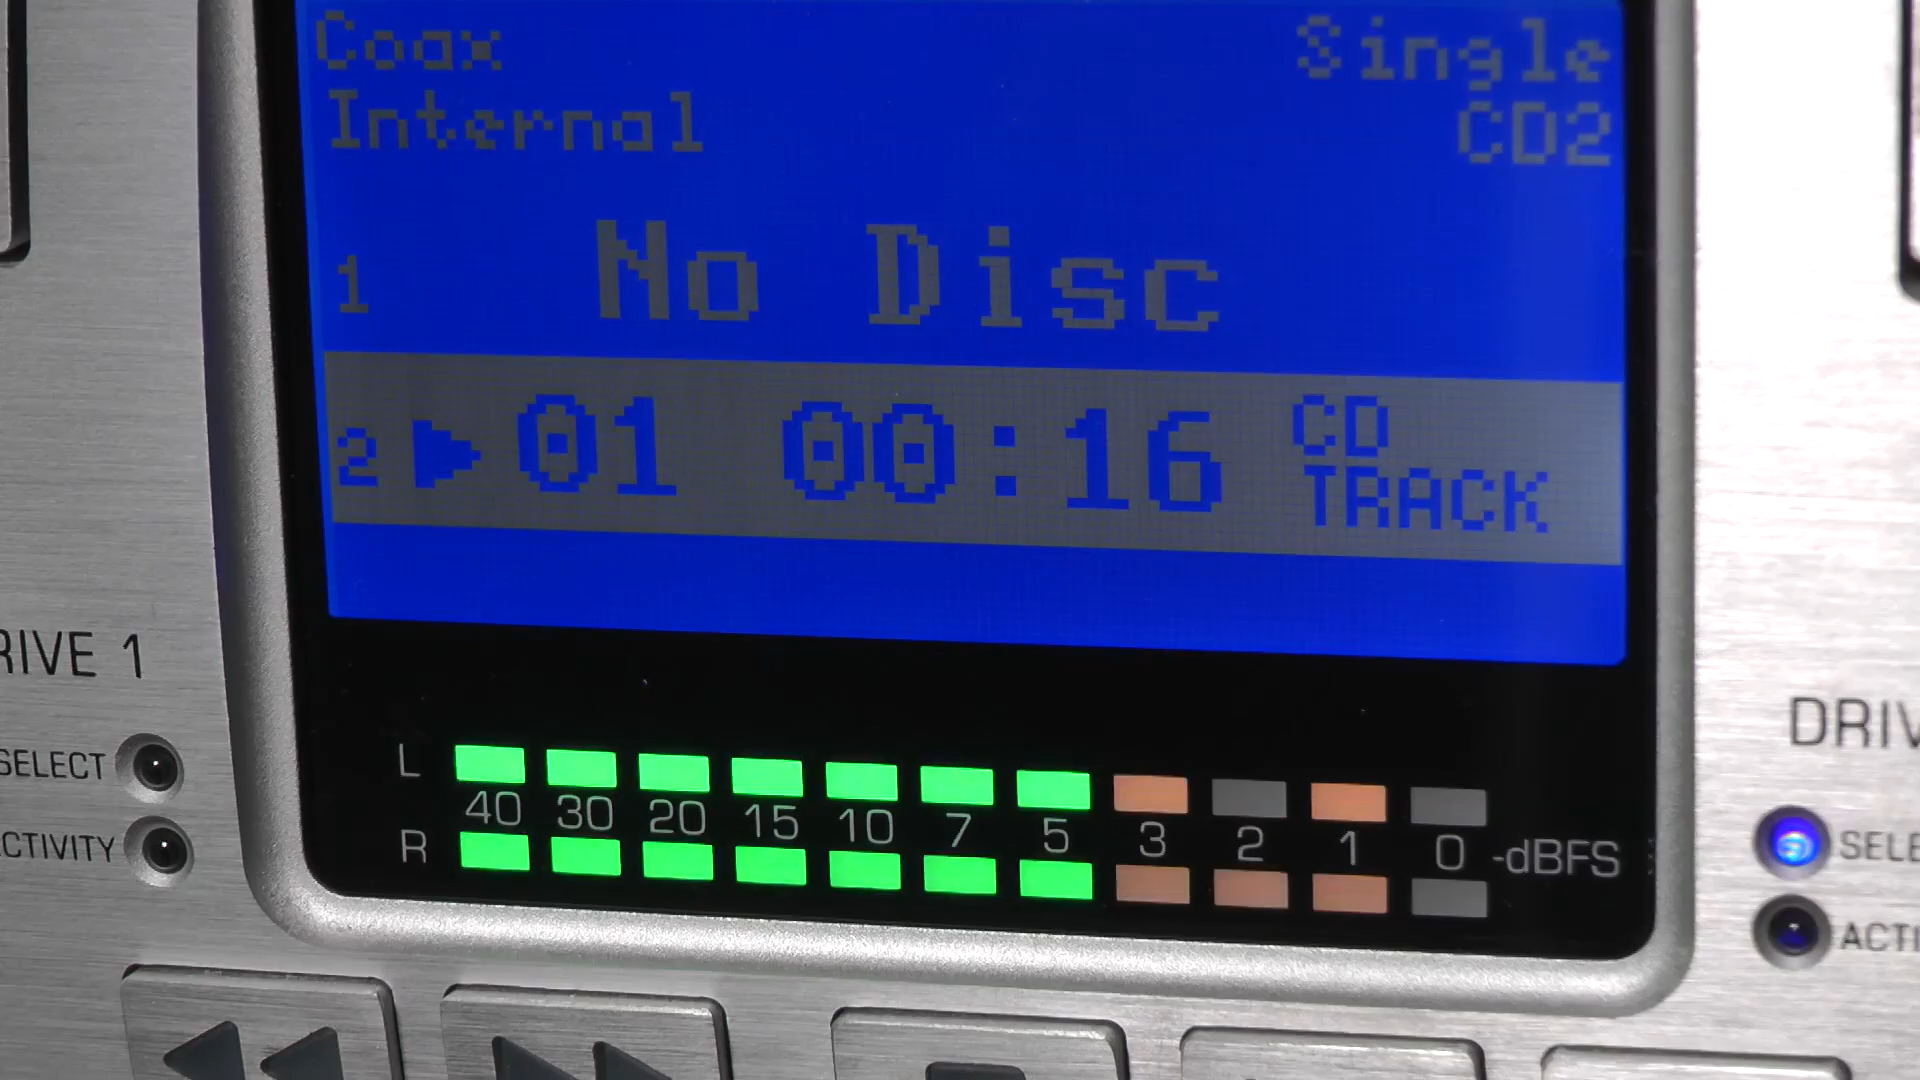 Coax Single
Internal CD2
1 No Disc
2 01 00:16 CD
TRACK
RIVE 1
DRIV
SELECT
L
40 30 20 15 10 7 5 3 2 1 0 -dBFS
R
CTIVITY
SELE
ACTI